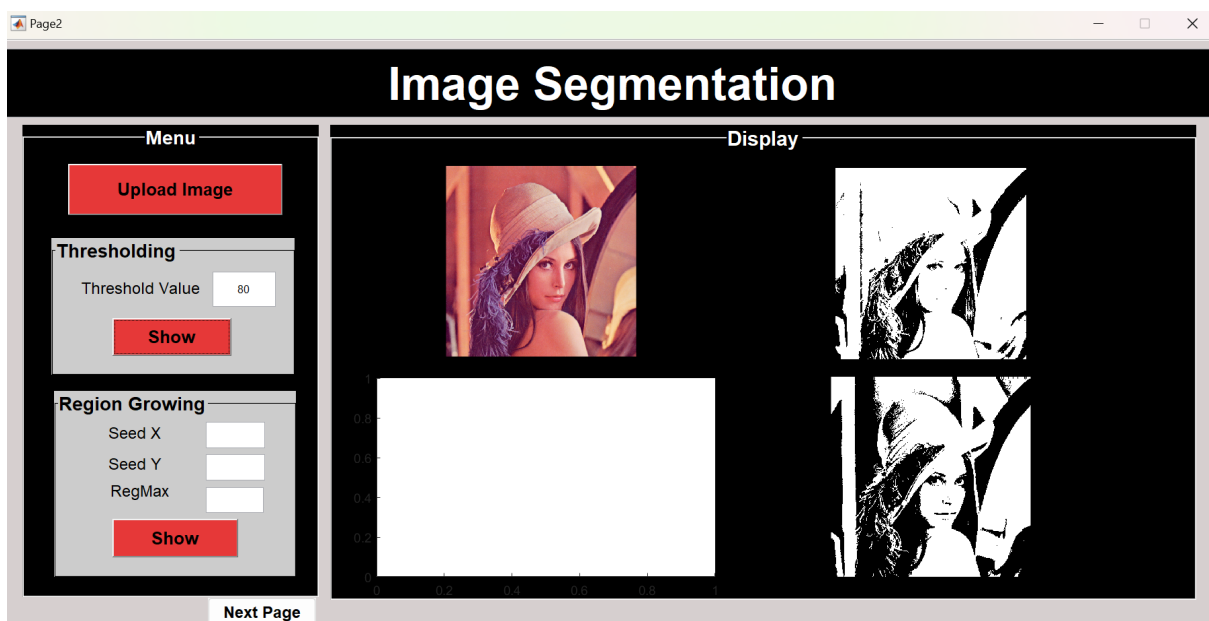 Page2
Image Segmentation
Menu
Upload Image
Thresholding
Threshold Value 80
Show
Region Growing
Seed X
Seed Y
RegMax
Show
Next Page
Display
1
0.8
0.6
0.4
0.2
0
0 0.2 0.4 0.6 0.8 1